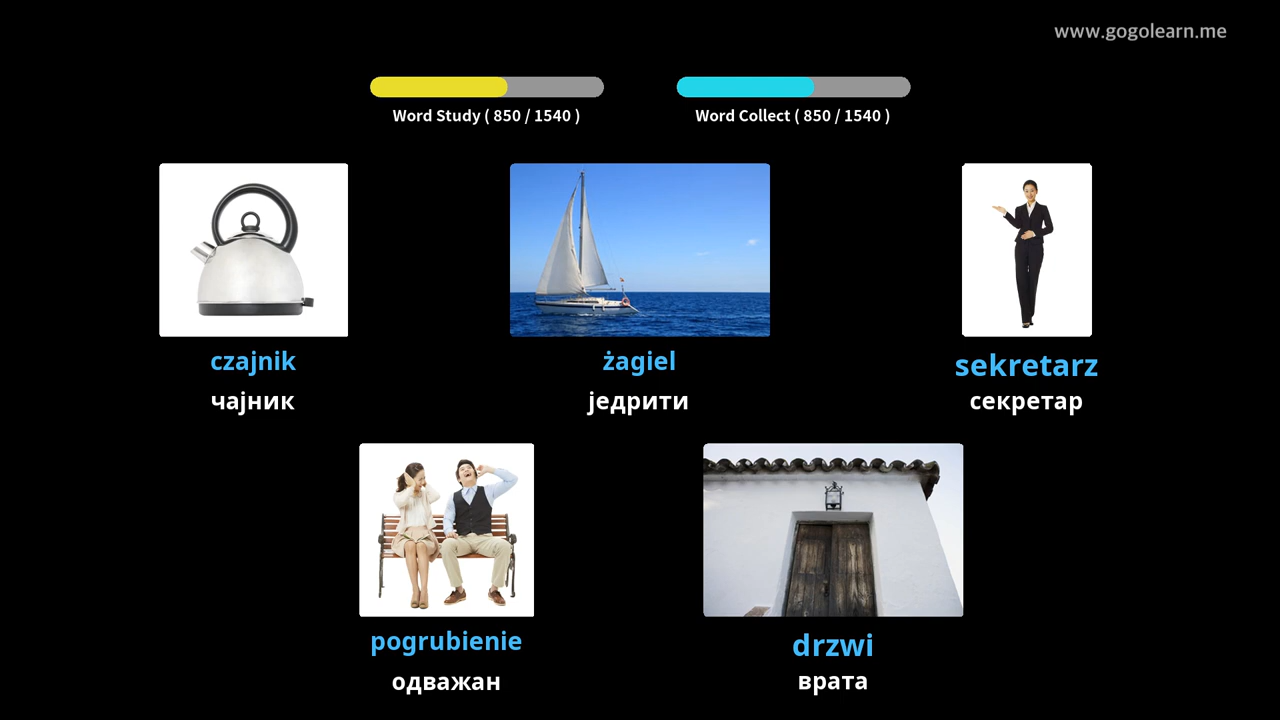 www.gogolearn.me
Word Study ( 850 / 1540 )
Word Collect ( 850 / 1540 )
czajnik
чајник
żagiel
једрити
sekretarz
секретар
pogrubienie
одважан
drzwi
врата